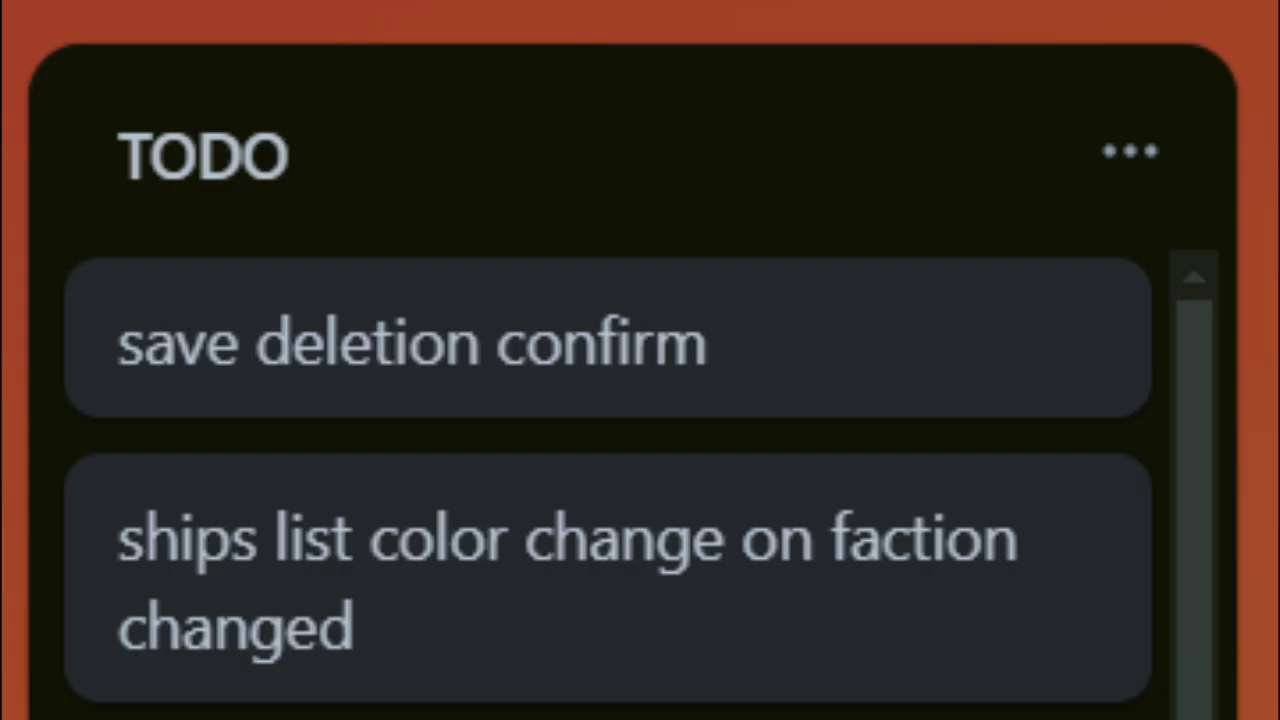 TODO
save deletion confirm
ships list color change on faction
changed